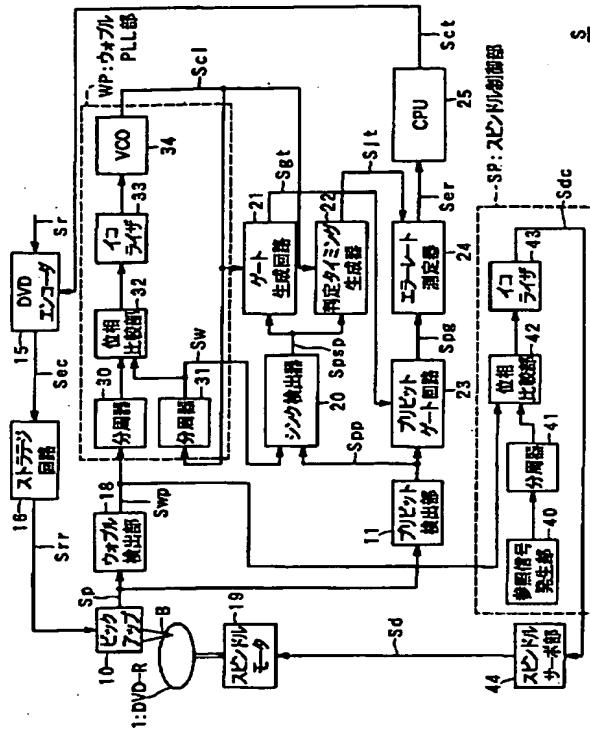 Sr
DVD
エンコーダ
15
Sec
ストラテジ
回路
16
Srr
WP:ウォブル
PLL部
VCO
34
Scl
イコ
ライザ
33
位相
比較部
32
分周器
30
分周器
31
Sw
Sct
CPU
25
ゲート
生成回路
21
Sgt
判定タイミング
生成器
22
Slt
Ser
シンク検出器
20
Spsp
エラーレート
測定器
24
Spg
プリピット
ゲート回路
23
Spp
ウォブル
検出部
18
Swp
プリピット
検出部
11
Sp
ピック
アップ
10
B
1:DVD-R
スピンドル
モータ
19
Sd
スピンドル
サーボ部
44
SP:スピンドル制御部
Sdc
イコ
ライザ
43
位相
比較部
42
分周器
41
参照信号
発生部
40
S